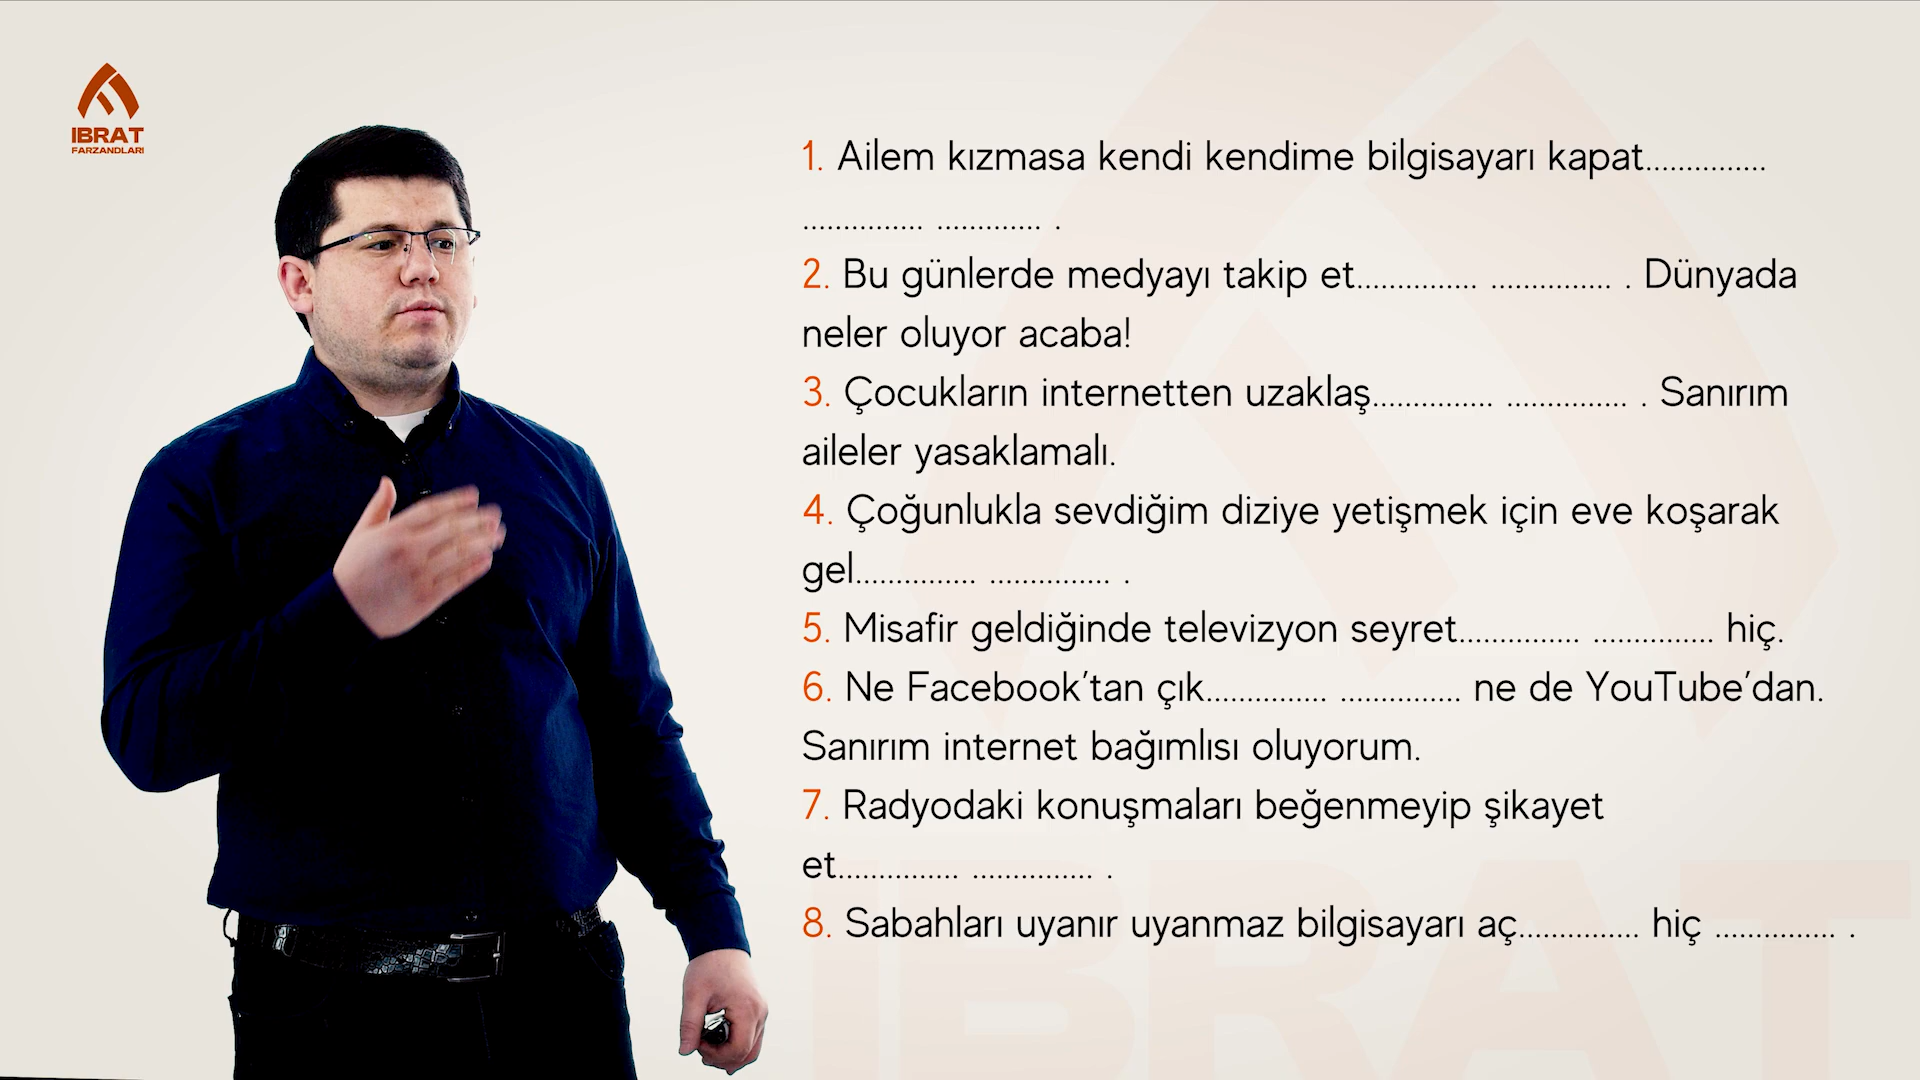 IBRAT
FARZANDLARI
1. Ailem kızmasa kendi kendime bilgisayarı kapat...............
............... ............. .
2. Bu günlerde medyayı takip et............... ............... . Dünyada
neler oluyor acaba!
3. Çocukların internetten uzaklaş............... ............... . Sanırım
aileler yasaklamalı.
4. Çoğunlukla sevdiğim diziye yetişmek için eve koşarak
gel............... ............... .
5. Misafir geldiğinde televizyon seyret............... ............... hiç.
6. Ne Facebook’tan çık............... ............... ne de YouTube’dan.
Sanırım internet bağımlısı oluyorum.
7. Radyodaki konuşmaları beğenmeyip şikayet
et............... ............... .
8. Sabahları uyanır uyanmaz bilgisayarı aç............... hiç ............... .
IBRAT